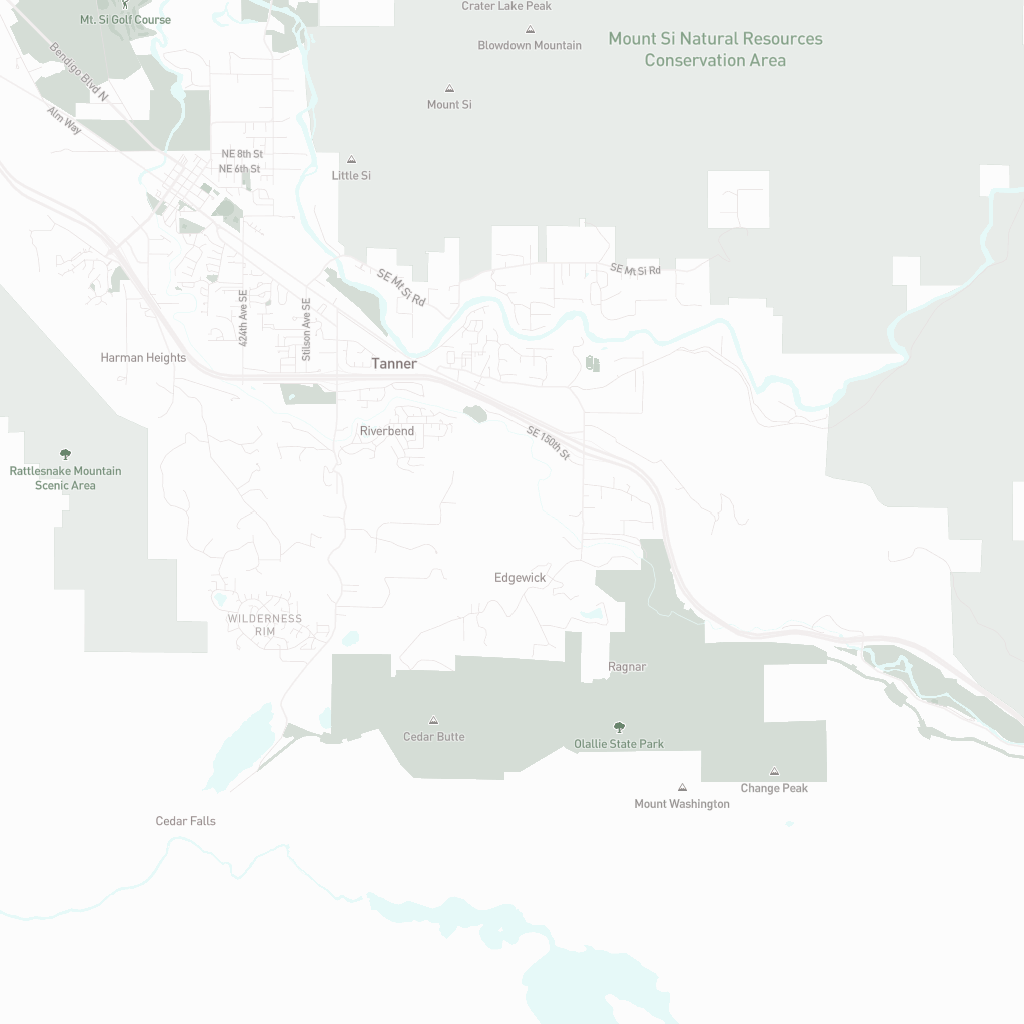 Crater Lake Peak
Mt. Si Golf Course
Mount Si Natural Resources
Conservation Area
Blowdown Mountain
Bendigo Blvd N
Mount Si
Alm Way
NE 8th St
NE 6th St
Little Si
SE Mt Si Rd
SE Mt Si Rd
424th Ave SE
Stilson Ave SE
Harman Heights
Tanner
Riverbend
SE 150th St
Rattlesnake Mountain
Scenic Area
Edgewick
WILDERNESS
RIM
Ragnar
Cedar Butte
Olallie State Park
Change Peak
Mount Washington
Cedar Falls